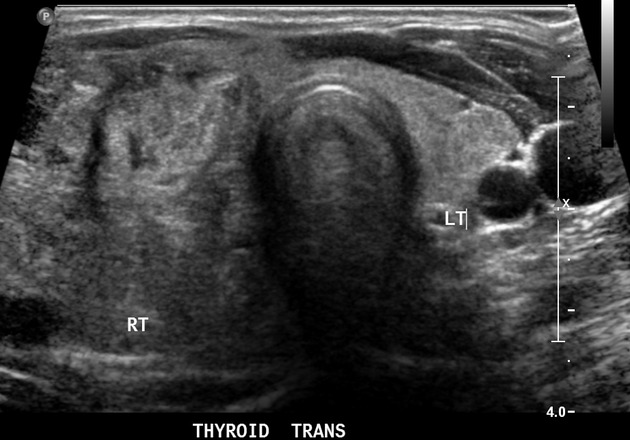 P
LT
X
RT
4.0
THYROID TRANS